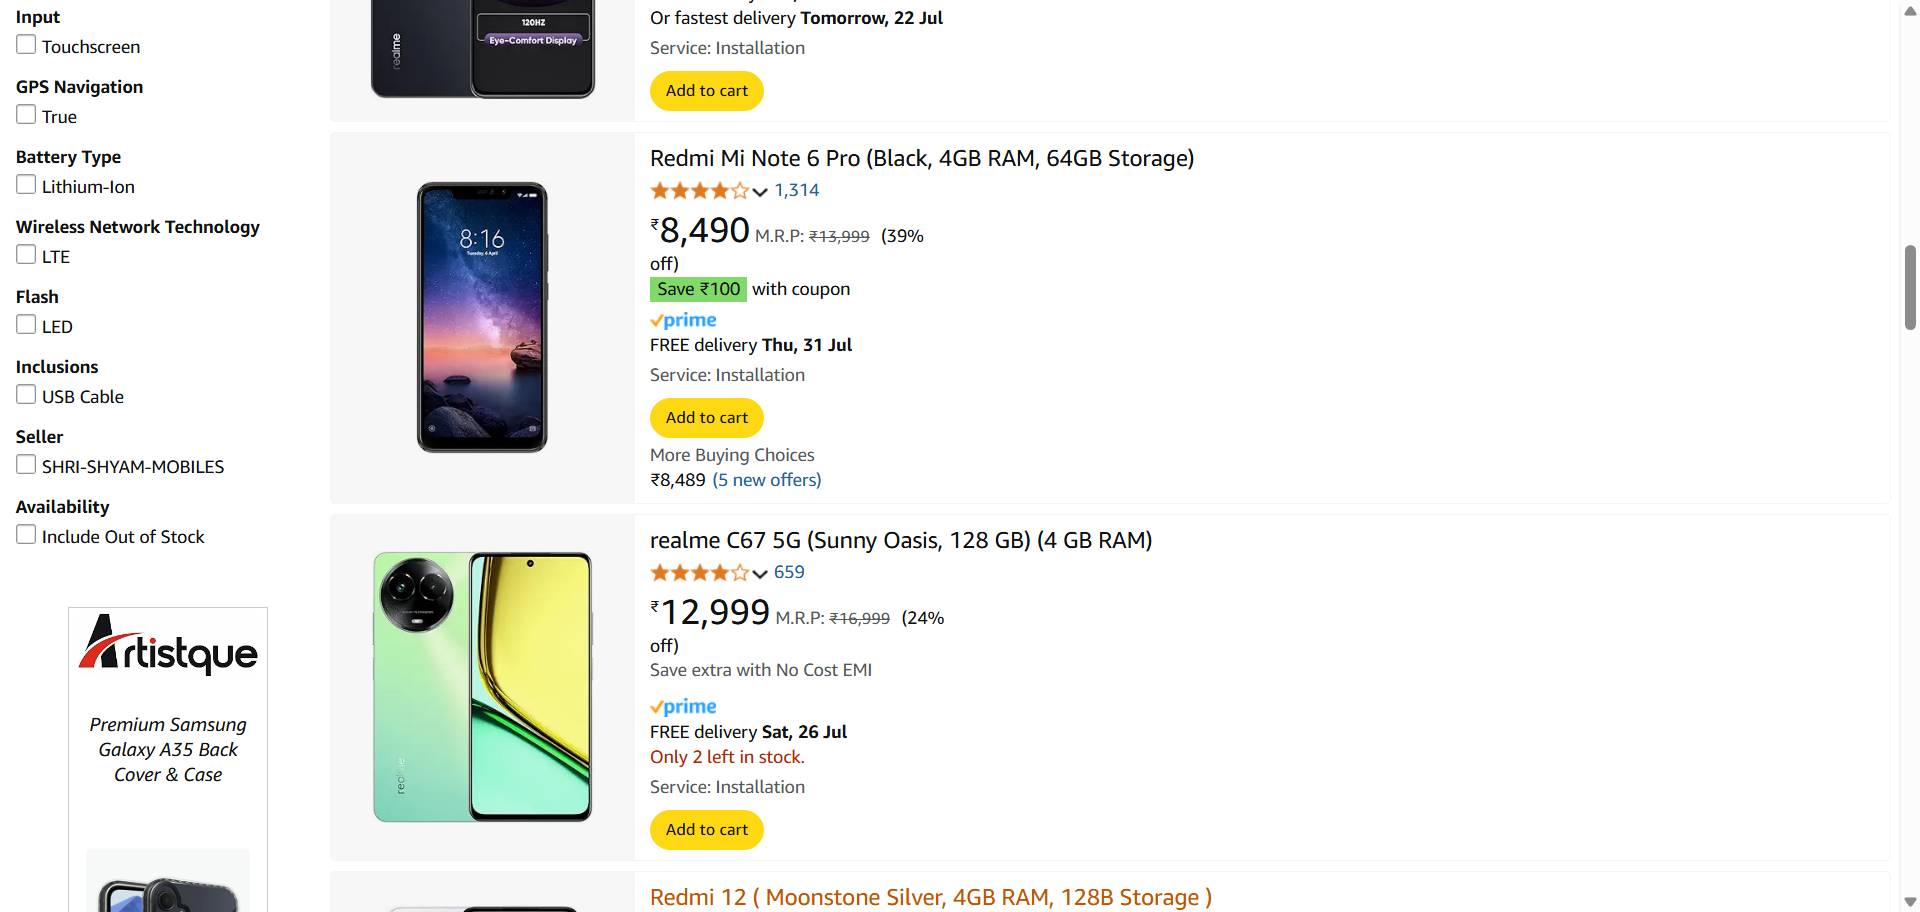 Input
Touchscreen
GPS Navigation
True
Battery Type
Lithium-Ion
Wireless Network Technology
LTE
Flash
LED
Inclusions
USB Cable
Seller
SHRI-SHYAM-MOBILES
Availability
Include Out of Stock
Artistque
Premium Samsung
Galaxy A35 Back
Cover & Case
realme
120HZ
Eye-Comfort Display
Or fastest delivery Tomorrow, 22 Jul
Service: Installation
Add to cart
8:16
Tuesday, 6 April
Redmi Mi Note 6 Pro (Black, 4GB RAM, 64GB Storage)
1,314
₹8,490 M.R.P: ₹13,999 (39%
off)
Save ₹100 with coupon
prime
FREE delivery Thu, 31 Jul
Service: Installation
Add to cart
More Buying Choices
₹8,489 (5 new offers)
realme
realme C67 5G (Sunny Oasis, 128 GB) (4 GB RAM)
659
₹12,999 M.R.P: ₹16,999 (24%
off)
Save extra with No Cost EMI
prime
FREE delivery Sat, 26 Jul
Only 2 left in stock.
Service: Installation
Add to cart
Redmi 12 ( Moonstone Silver, 4GB RAM, 128B Storage )